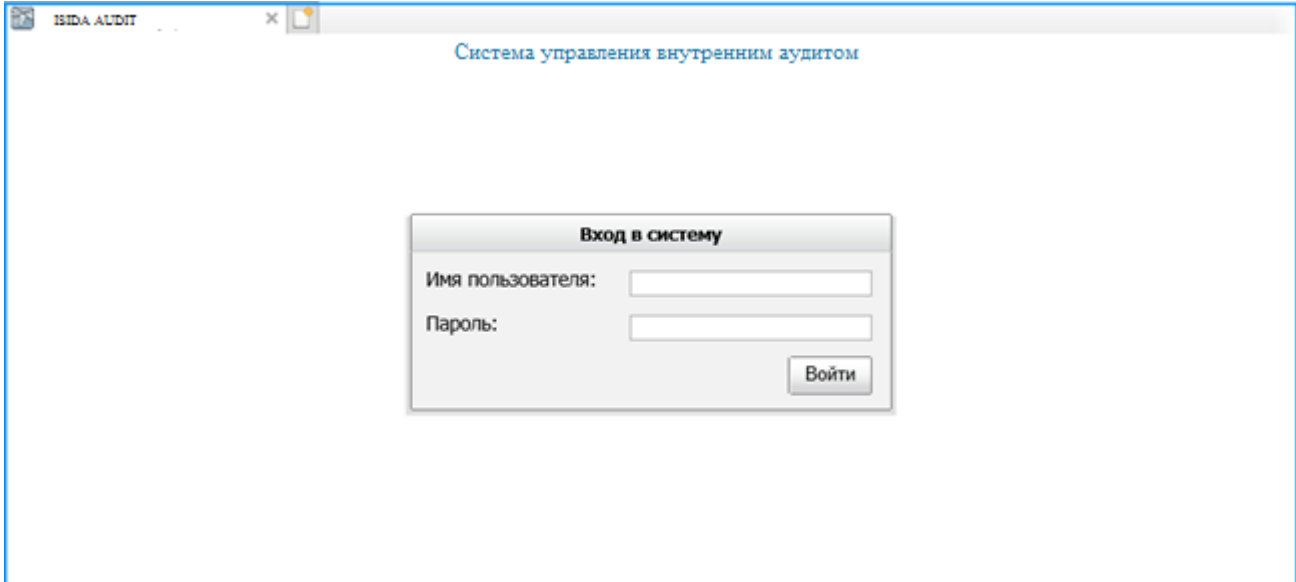 ISIDA AUDIT
Система управления внутренним аудитом
Вход в систему
Имя пользователя:
Пароль:
Войти